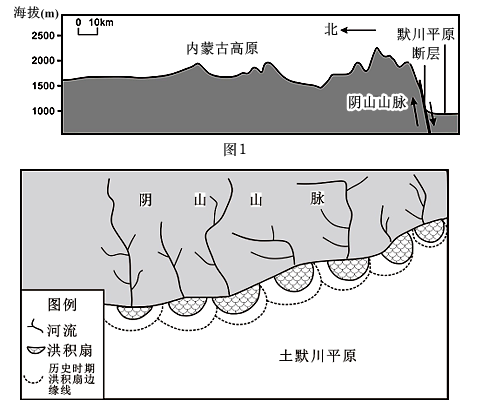 海拔(m)
0 10km
北
默川平原
断层
2500
2000
1500
1000
内蒙古高原
阴山山脉
图1
阴 山 山 脉
图例
河流
洪积扇
历史时期
洪积扇边
缘线
土默川平原